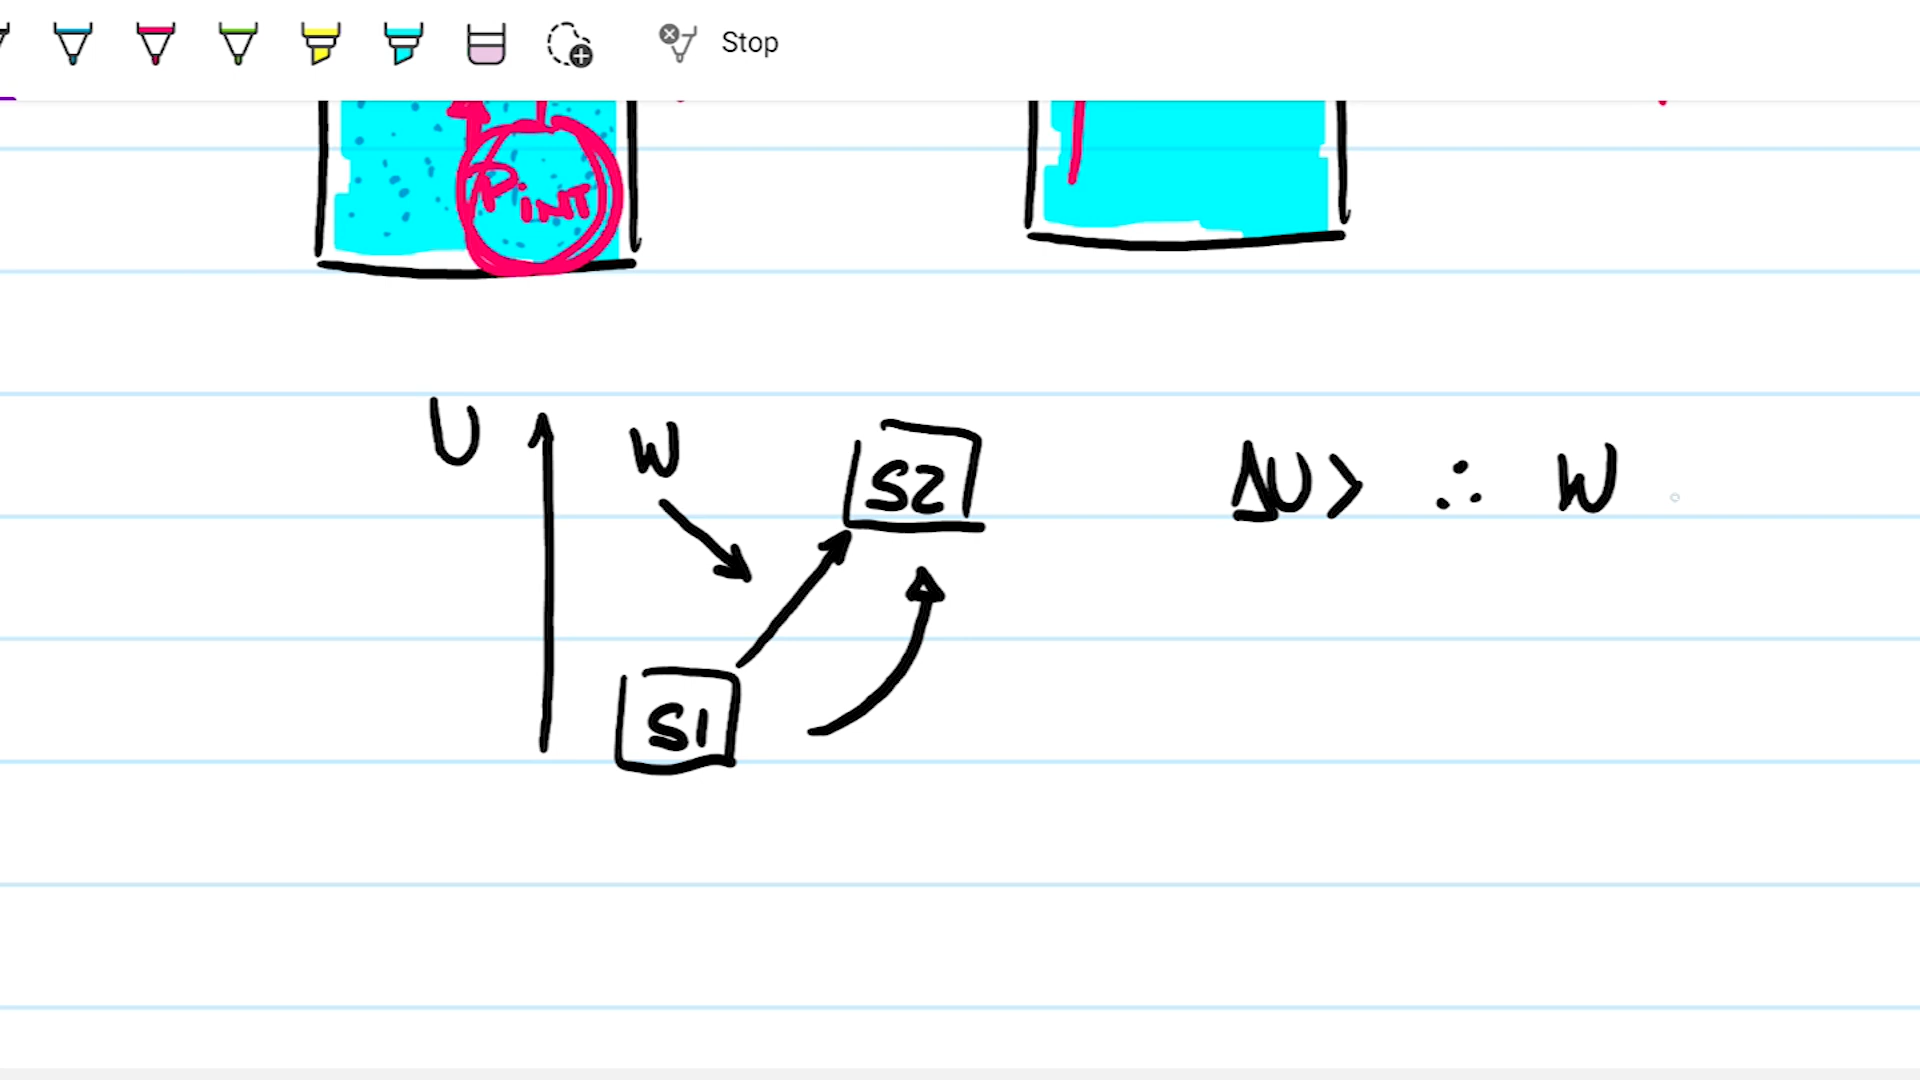 Stop
PINT
U W
S2
ΔU> ∴ W
S1